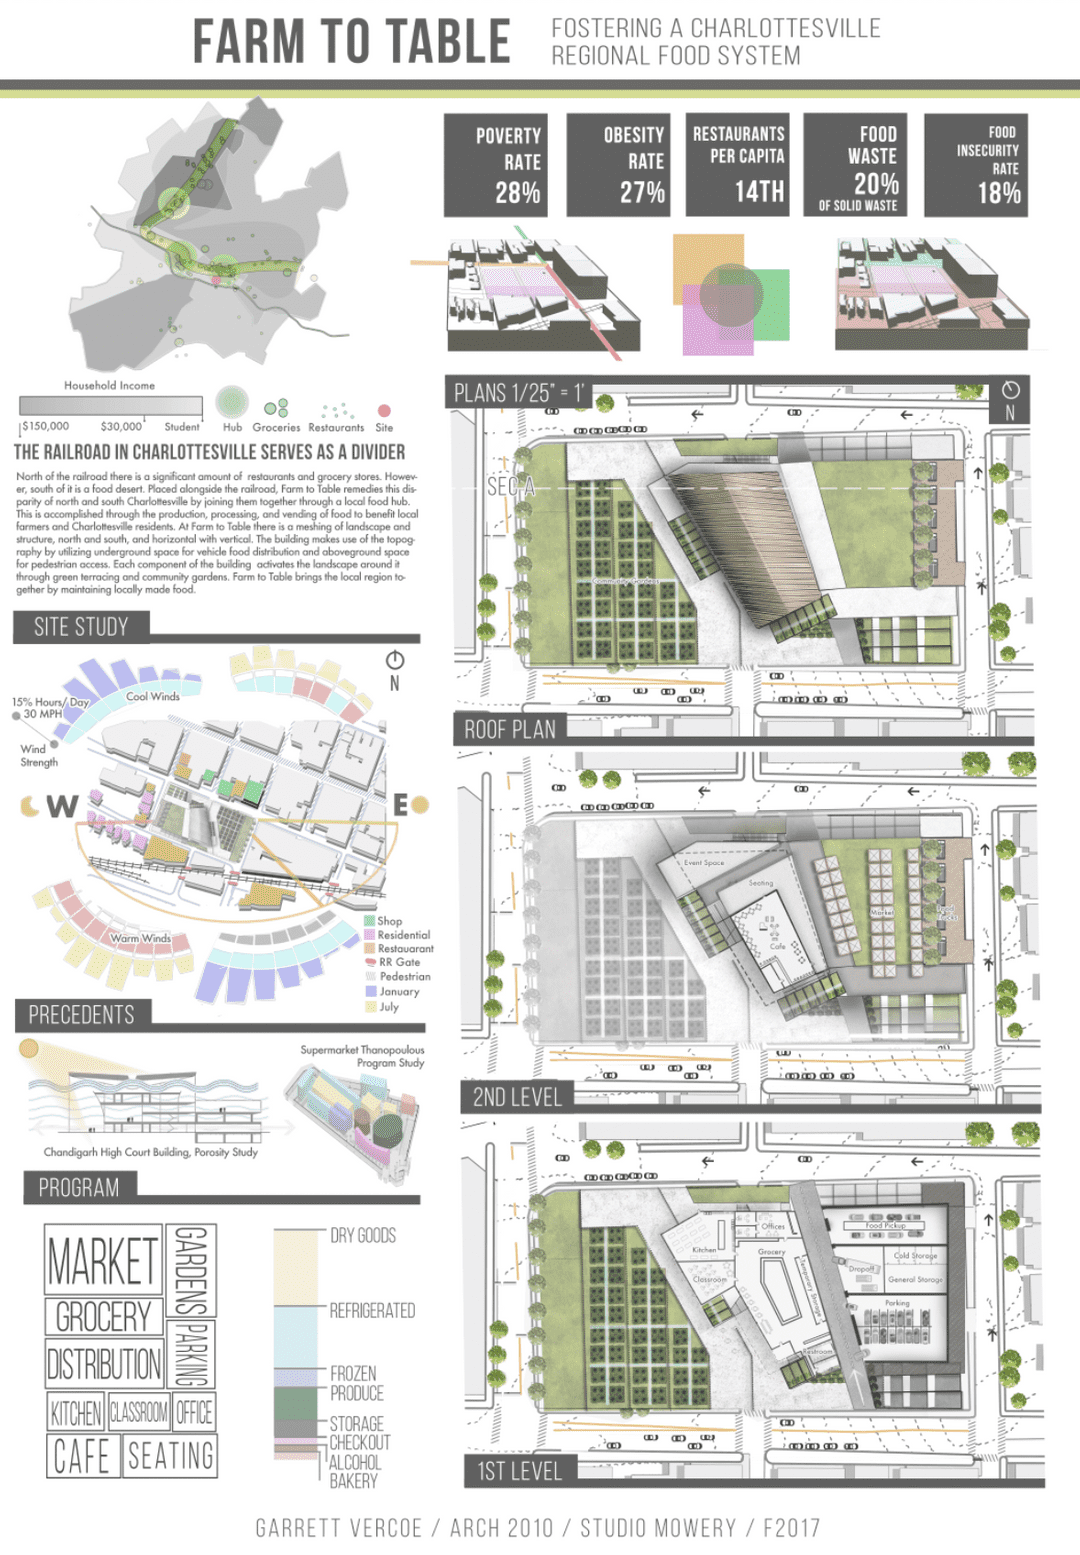 FARM TO TABLE
FOSTERING A CHARLOTTESVILLE
REGIONAL FOOD SYSTEM
POVERTY
RATE
28%
OBESITY
RATE
27%
RESTAURANTS
PER CAPITA
14TH
FOOD
WASTE
20%
OF SOLID WASTE
FOOD
INSECURITY
RATE
18%
Household Income
$150,000
$30,000
Student
Hub
Groceries
Restaurants
Site
THE RAILROAD IN CHARLOTTESVILLE SERVES AS A DIVIDER
North of the railroad there is a significant amount of restaurants and grocery stores. Howev-
er, south of it is a food desert. Placed alongside the railroad, Farm to Table remedies this dis-
parity of north and south Charlottesville by joining them together through a local food hub.
This is accomplished through the production, processing, and vending of food to benefit local
farmers and Charlottesville residents. At Farm to Table there is a meshing of landscape and
structure, north and south, and horizontal with vertical. The building makes use of the topog-
raphy by utilizing underground space for vehicle food distribution and aboveground space
for pedestrian access. Each component of the building activates the landscape around it
through green terracing and community gardens. Farm to Table brings the local region to-
gether by maintaining locally made food.
SITE STUDY
15% Hours/Day
30 MPH
Wind
Strength
Cool Winds
N
W
E
Warm Winds
Shop
Residential
Restauarant
RR Gate
Pedestrian
January
July
PRECEDENTS
Supermarket Thanopoulous
Program Study
Chandigarh High Court Building, Porosity Study
PROGRAM
MARKET
GARDENS
GROCERY
DISTRIBUTION
PARKING
KITCHEN
CLASSROOM
OFFICE
CAFE
SEATING
DRY GOODS
REFRIGERATED
FROZEN
PRODUCE
STORAGE
CHECKOUT
ALCOHOL
BAKERY
PLANS 1/25" = 1'
N
SEC A
Community Gardens
ROOF PLAN
Event Space
Seating
Cafe
Market
Food
Trucks
2ND LEVEL
Offices
Kitchen
Grocery
Classroom
Temporary Storage
Restroom
Food Pickup
Cold Storage
Dropoff
General Storage
Parking
1ST LEVEL
GARRETT VERCOE / ARCH 2010 / STUDIO MOWERY / F2017